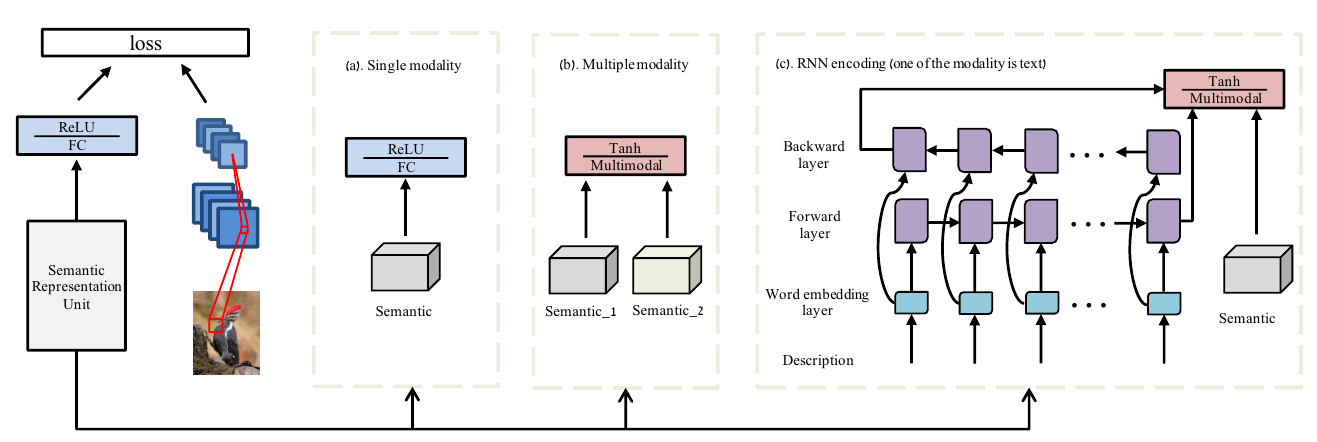 loss
ReLU
FC
Semantic
Representation
Unit
(a). Single modality
ReLU
FC
Semantic
(b). Multiple modality
Tanh
Multimodal
Semantic_1
Semantic_2
(c). RNN encoding (one of the modality is text)
Tanh
Multimodal
Backward
layer
Forward
layer
Word embedding
layer
Description
Semantic